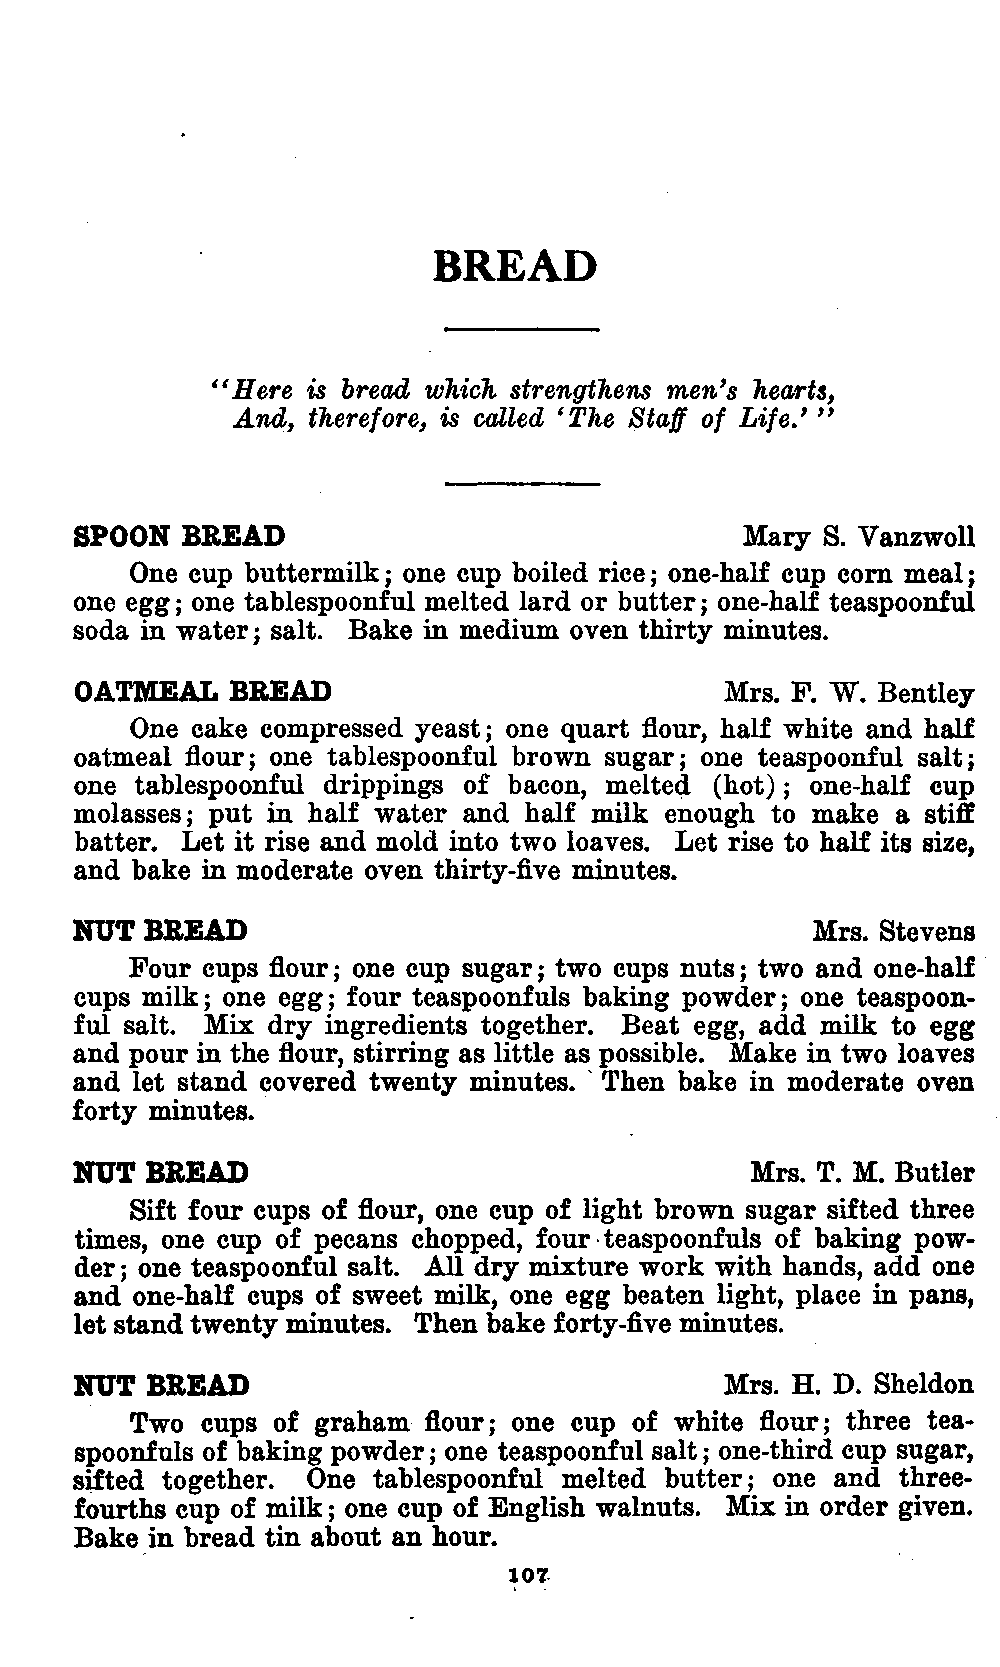 BREAD
"Here is bread which strengthens men's hearts,
And, therefore, is called 'The Staff of Life.' "
SPOON BREAD Mary S. Vanzwoll
One cup buttermilk; one cup boiled rice; one-half cup corn meal;
one egg; one tablespoonful melted lard or butter; one-half teaspoonful
soda in water; salt. Bake in medium oven thirty minutes.
OATMEAL BREAD Mrs. F. W. Bentley
One cake compressed yeast; one quart flour, half white and half
oatmeal flour; one tablespoonful brown sugar; one teaspoonful salt;
one tablespoonful drippings of bacon, melted (hot); one-half cup
molasses; put in half water and half milk enough to make a stiff
batter. Let it rise and mold into two loaves. Let rise to half its size,
and bake in moderate oven thirty-five minutes.
NUT BREAD Mrs. Stevens
Four cups flour; one cup sugar; two cups nuts; two and one-half
cups milk; one egg; four teaspoonfuls baking powder; one teaspoon-
ful salt. Mix dry ingredients together. Beat egg, add milk to egg
and pour in the flour, stirring as little as possible. Make in two loaves
and let stand covered twenty minutes. Then bake in moderate oven
forty minutes.
NUT BREAD Mrs. T. M. Butler
Sift four cups of flour, one cup of light brown sugar sifted three
times, one cup of pecans chopped, four teaspoonfuls of baking pow-
der; one teaspoonful salt. All dry mixture work with hands, add one
and one-half cups of sweet milk, one egg beaten light, place in pans,
let stand twenty minutes. Then bake forty-five minutes.
NUT BREAD Mrs. H. D. Sheldon
Two cups of graham flour; one cup of white flour; three tea-
spoonfuls of baking powder; one teaspoonful salt; one-third cup sugar,
sifted together. One tablespoonful melted butter; one and three-
fourths cup of milk; one cup of English walnuts. Mix in order given.
Bake in bread tin about an hour.
107